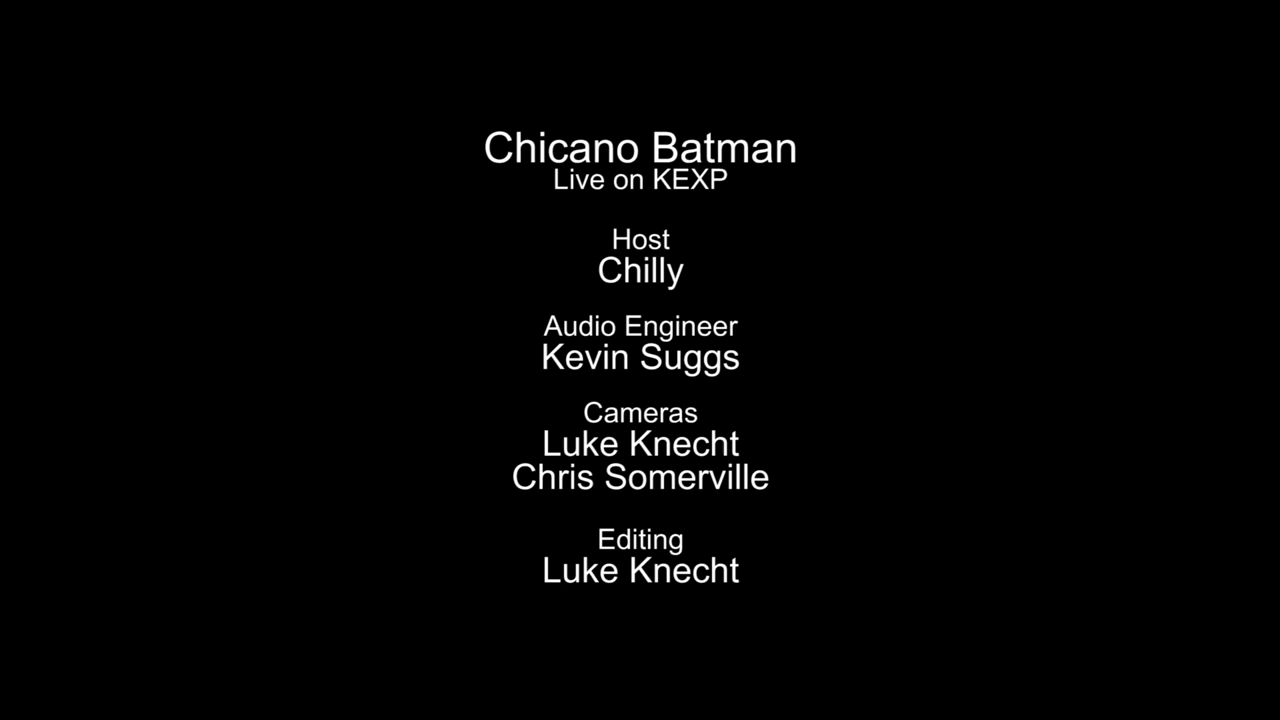 Chicano Batman
Live on KEXP
Host
Chilly
Audio Engineer
Kevin Suggs
Cameras
Luke Knecht
Chris Somerville
Editing
Luke Knecht